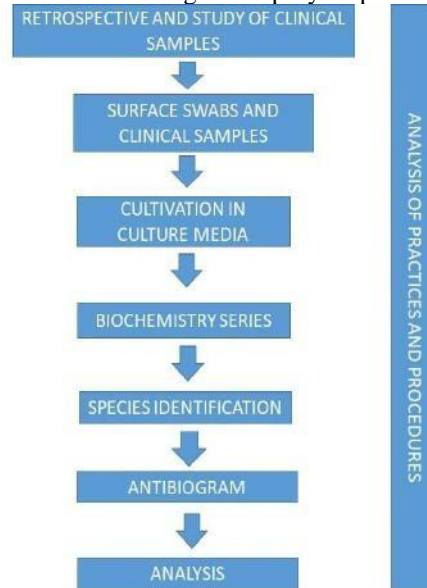 RETROSPECTIVE AND STUDY OF CLINICAL
SAMPLES
SURFACE SWABS AND
CLINICAL SAMPLES
CULTIVATION IN
CULTURE MEDIA
BIOCHEMISTRY SERIES
SPECIES IDENTIFICATION
ANTIBIOGRAM
ANALYSIS
ANALYSIS OF PRACTICES AND PROCEDURES